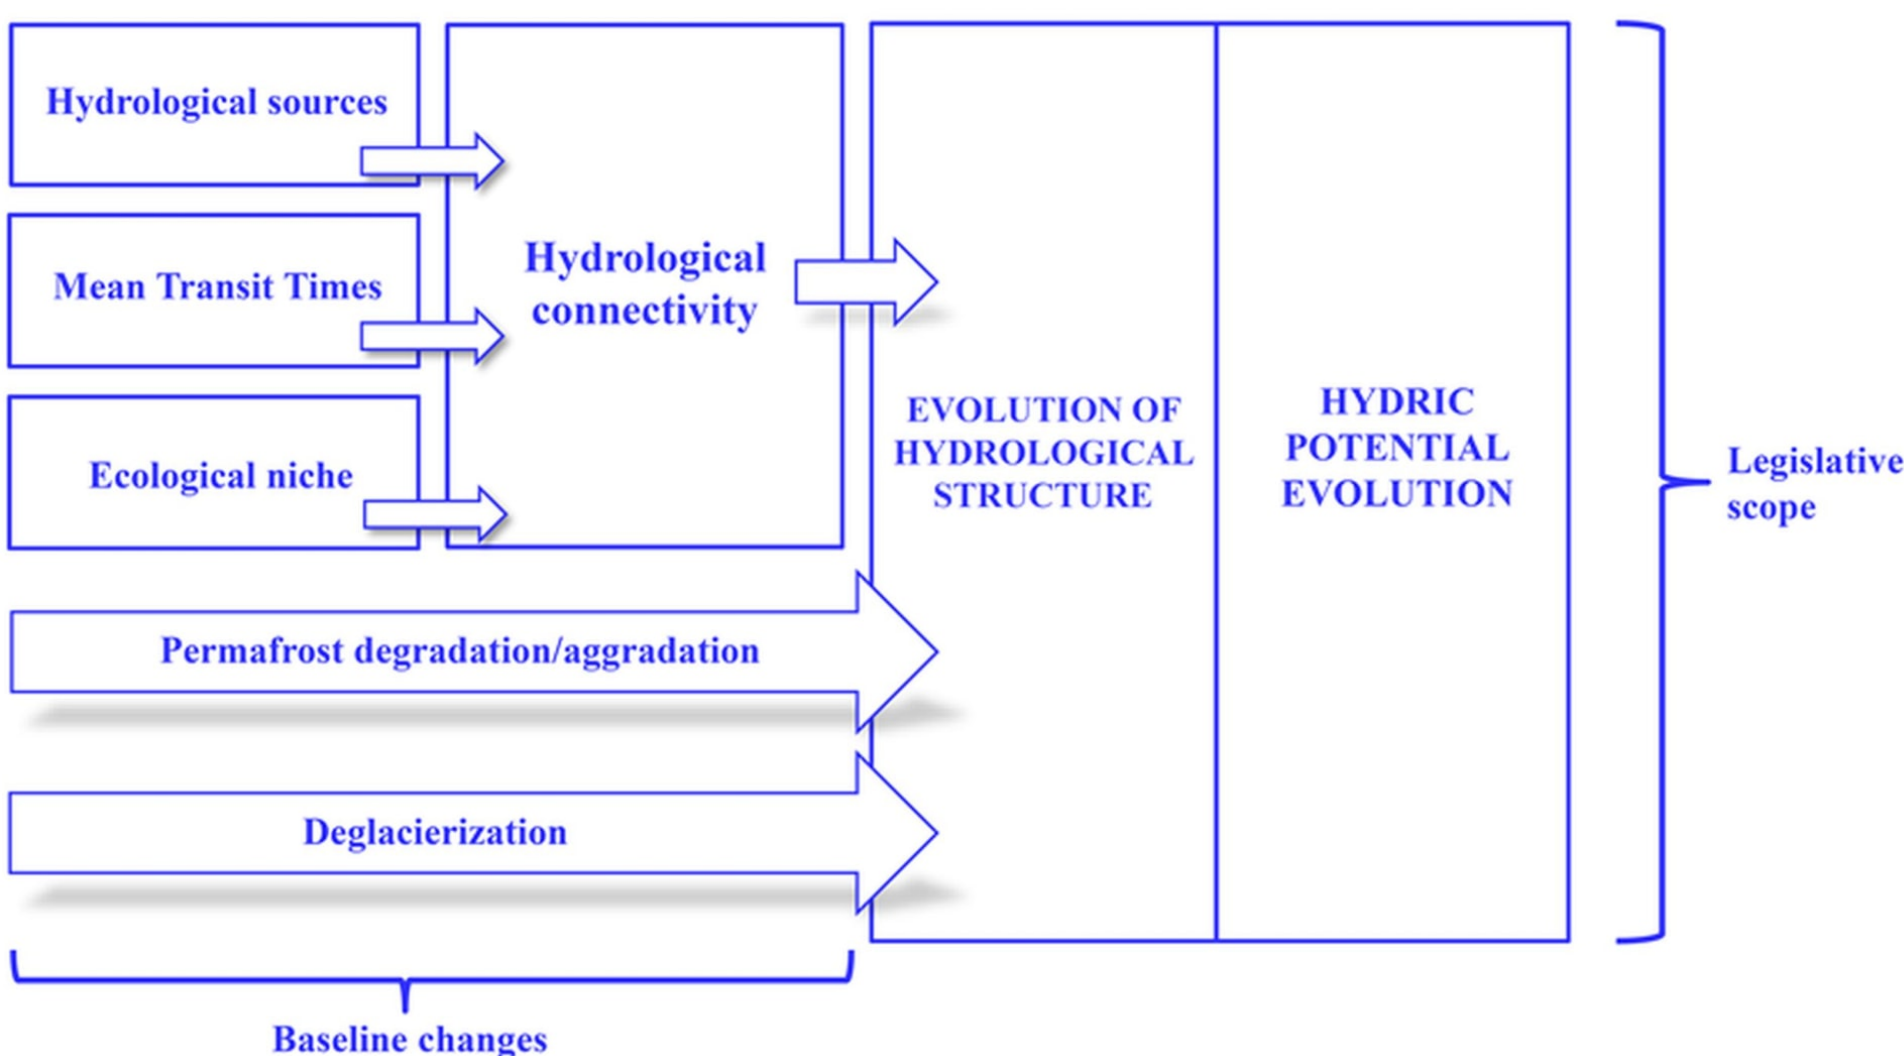 Hydrological sources
Mean Transit Times
Ecological niche
Hydrological
connectivity
EVOLUTION OF
HYDROLOGICAL
STRUCTURE
HYDRIC
POTENTIAL
EVOLUTION
Legislative
scope
Permafrost degradation/aggradation
Deglacierization
Baseline changes